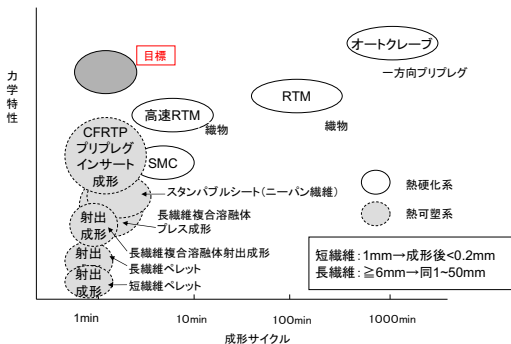 力学特性
目標
オートクレーブ
一方向プリプレグ
RTM
織物
高速RTM
織物
CFRTP
プリプレグ
インサート
成形
SMC
スタンパブルシート(ニーパン繊維)
長繊維複合溶融体
プレス成形
射出
成形
長繊維複合溶融体射出成形
射出
長繊維ペレット
射出
成形
短繊維ペレット
熱硬化系
熱可塑系
短繊維:1mm→成形後<0.2mm
長繊維:≧6mm→同1~50mm
1min
10min
100min
1000min
成形サイクル